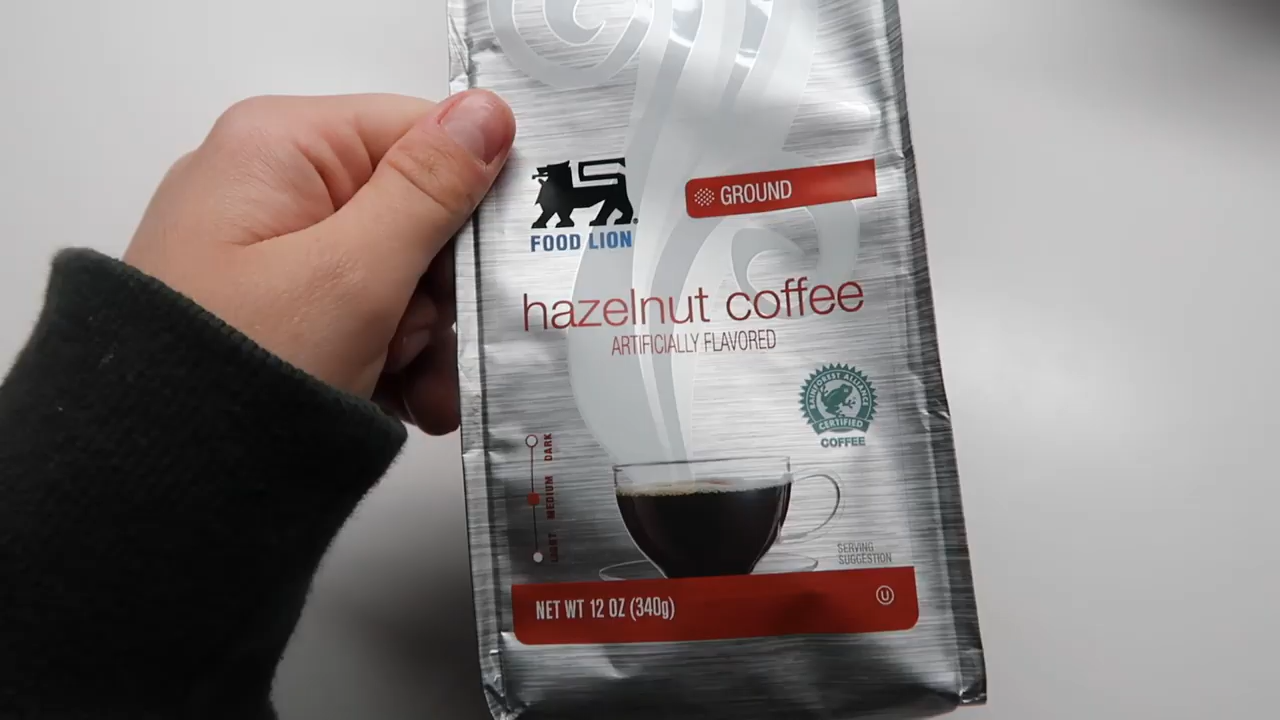 GROUND
FOOD LION
hazelnut coffee
ARTIFICIALLY FLAVORED
RAINFOREST ALLIANCE
CERTIFIED
COFFEE
DARK
MEDIUM
LIGHT
SERVING
SUGGESTION
NET WT 12 OZ (340g)
U